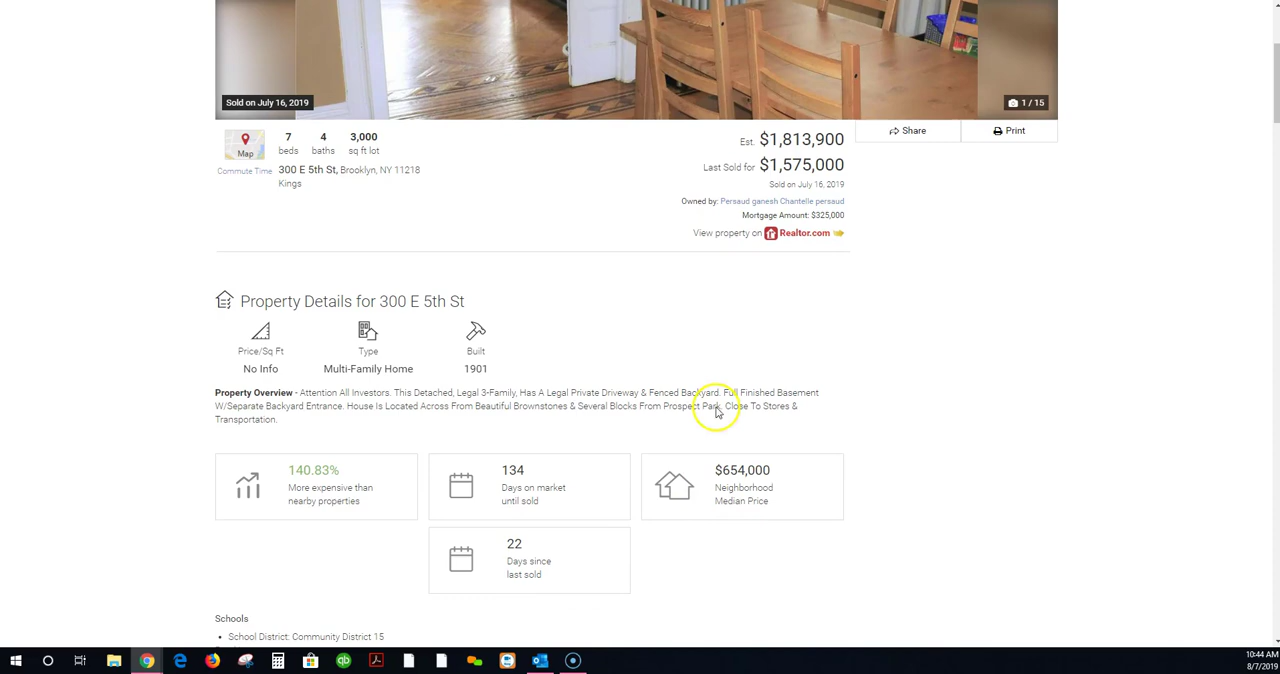 Sold on July 16, 2019
1 / 15
Map
Commute Time
7
beds
4
baths
3,000
sq ft lot
300 E 5th St, Brooklyn, NY 11218
Kings
Est. $1,813,900
Last Sold for $1,575,000
Sold on July 16, 2019
Owned by: Persaud ganesh Chantelle persaud
Mortgage Amount: $325,000
View property on Realtor.com
Share
Print
Property Details for 300 E 5th St
Price/Sq Ft
No Info
Type
Multi-Family Home
Built
1901
Property Overview - Attention All Investors. This Detached, Legal 3-Family, Has A Legal Private Driveway & Fenced Backyard. Full Finished Basement
W/Separate Backyard Entrance. House Is Located Across From Beautiful Brownstones & Several Blocks From Prospect Park. Close To Stores &
Transportation.
140.83%
More expensive than
nearby properties
134
Days on market
until sold
$654,000
Neighborhood
Median Price
22
Days since
last sold
Schools
• School District: Community District 15
10:44 AM
8/7/2019